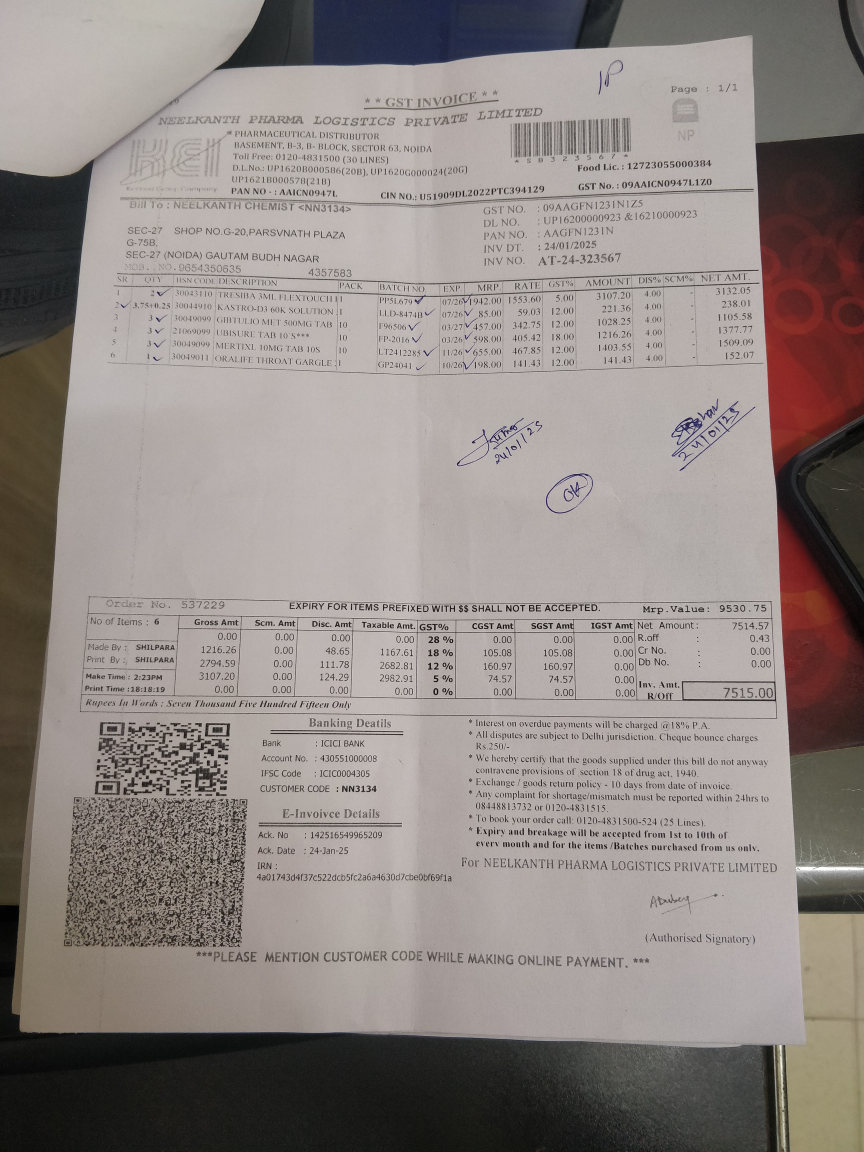 1P
Page : 1/1
* * GST INVOICE * *
NEELKANTH PHARMA LOGISTICS PRIVATE LIMITED
* PHARMACEUTICAL DISTRIBUTOR
BASEMENT, B-3, B- BLOCK, SECTOR 63, NOIDA
Toll Free: 0120-4831500 (30 LINES)
D.L.No: UP1620B000586(20B), UP1620G000024(20G)
UP1621B000578(21B)
PAN NO - : AAICN0947L
CIN NO.: U51909DL2022PTC394129
NP
*5832356 7*
Food Lic. : 12723055000384
GST No. : 09AAICN0947L1Z0
KEI
Bill To : NEELKANTH CHEMIST <NN3134>
SEC-27 SHOP NO.G-20,PARSVNATH PLAZA
G-75B,
SEC-27 (NOIDA) GAUTAM BUDH NAGAR
MOB. .NO.9654350635 4357583
GST NO. : 09AAGFN1231N1Z5
DL NO. : UP16200000923 &16210000923
PAN NO. : AAGFN1231N
INV DT. : 24/01/2025
INV NO. AT-24-323567
SR QTY HSN CODE DESCRIPTION PACK BATCH NO. EXP. MRP RATE GST% AMOUNT DIS% SCM% NET AMT.
1 2 30043110 TRESIBA 3ML FLEXTOUCH 1 PP5L679 07/26 1942.00 1553.60 5.00 3107.20 4.00 - 3132.05
2 3.75+0.25 30044910 KASTRO-D3 60K SOLUTION 1 LLD-8474B 07/26 85.00 59.03 12.00 221.36 4.00 - 238.01
3 3 30049099 GIBTULIO MET 500MG TAB 10 F96506 03/27 457.00 342.75 12.00 1028.25 4.00 - 1105.58
4 3 21069099 UBISURE TAB 10`S*** 10 FP-2016 03/26 598.00 405.42 18.00 1216.26 4.00 - 1377.77
5 3 30049099 MERTIXL 10MG TAB 10S 10 LT2412285 11/26 655.00 467.85 12.00 1403.55 4.00 - 1509.09
6 1 30049011 ORALIFE THROAT GARGLE 1 GP24041 10/26 198.00 141.43 12.00 141.43 4.00 - 152.07
24/01/25
24/01/25
OK
Order No. 537229 EXPIRY FOR ITEMS PREFIXED WITH $$ SHALL NOT BE ACCEPTED. Mrp.Value: 9530.75
No of Items : 6
Made By : SHILPARA
Print By : SHILPARA
Make Time : 2:23PM
Print Time :18:18:19
Gross Amt Scm. Amt Disc. Amt Taxable Amt. GST% CGST Amt SGST Amt IGST Amt
0.00 0.00 0.00 0.00 28 % 0.00 0.00 0.00
1216.26 0.00 48.65 1167.61 18 % 105.08 105.08 0.00
2794.59 0.00 111.78 2682.81 12 % 160.97 160.97 0.00
3107.20 0.00 124.29 2982.91 5 % 74.57 74.57 0.00
0.00 0.00 0.00 0.00 0 % 0.00 0.00 0.00
Net Amount : 7514.57
R.off : 0.43
Cr No. : 0.00
Db No. : 0.00
Inv. Amt. R/Off 7515.00
Rupees In Words : Seven Thousand Five Hundred Fifteen Only
Banking Deatils
Bank : ICICI BANK
Account No. : 430551000008
IFSC Code : ICIC0004305
CUSTOMER CODE : NN3134
E-Invoivce Details
Ack. No : 142516549965209
Ack. Date : 24-Jan-25
IRN :
4a01743d4f37c522dcb5fc2a6a4630d7cbe0bf69f1a
* Interest on overdue payments will be charged @18% P.A.
* All disputes are subject to Delhi jurisdiction. Cheque bounce charges
Rs.250/-
* We hereby certify that the goods supplied under this bill do not anyway
contravene provisions of section 18 of drug act, 1940.
* Exchange / goods return policy - 10 days from date of invoice.
* Any complaint for shortage/mismatch must be reported within 24hrs to
08448813732 or 0120-4831515.
* To book your order call: 0120-4831500-524 (25 Lines).
* Expiry and breakage will be accepted from 1st to 10th of
every month and for the items /Batches purchased from us only.
For NEELKANTH PHARMA LOGISTICS PRIVATE LIMITED
ADubey
(Authorised Signatory)
***PLEASE MENTION CUSTOMER CODE WHILE MAKING ONLINE PAYMENT. ***